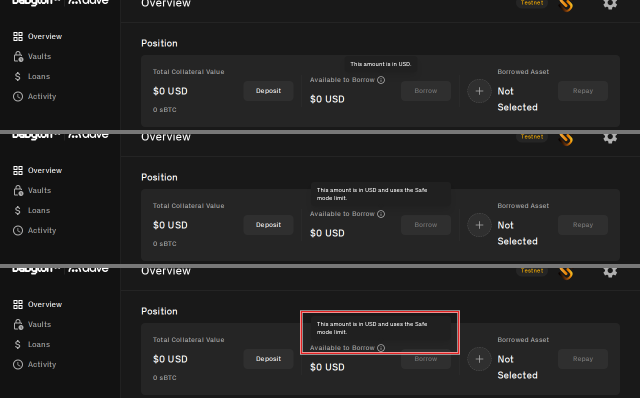 Overview
Testnet
Overview
Position
Vaults
This amount is in USD.
Loans
Total Collateral Value
Available to Borrow
Borrowed Asset
Activity
$0 USD
Deposit
$0 USD
Borrow
Not Selected
Repay
0 sBTC
Overview
Testnet
Overview
Position
Vaults
This amount is in USD and uses the Safe
mode limit.
Loans
Total Collateral Value
Available to Borrow
Borrowed Asset
Activity
$0 USD
Deposit
$0 USD
Borrow
Not Selected
Repay
0 sBTC
Overview
Testnet
Overview
Position
Vaults
This amount is in USD and uses the Safe
mode limit.
Loans
Total Collateral Value
Available to Borrow
Borrowed Asset
Activity
$0 USD
Deposit
$0 USD
Borrow
Not Selected
Repay
0 sBTC